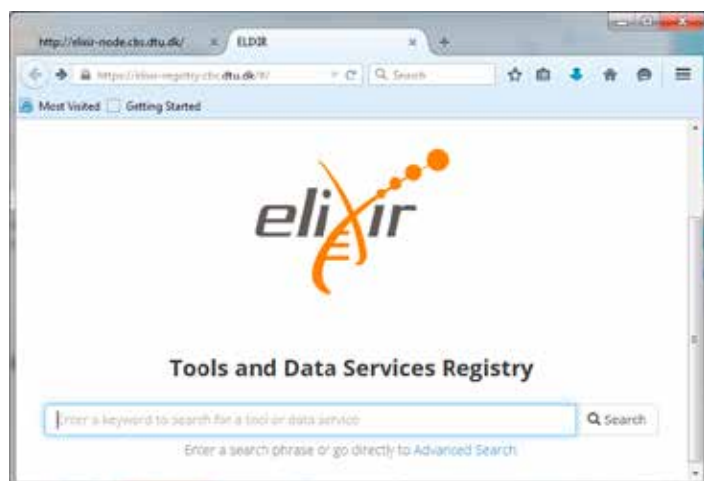 http://elixir-node.cbs.dtu.dk/ ELIXIR
https://elixir-registry.cbs.dtu.dk/#/ Search
Most Visited Getting Started
elixir
Tools and Data Services Registry
Enter a keyword to search for a tool or data service
Search
Enter a search phrase or go directly to Advanced Search